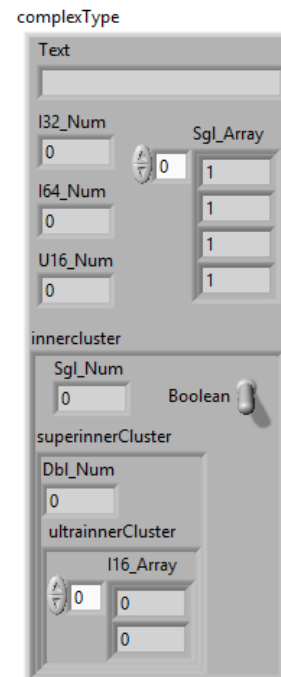 complexType
Text
I32_Num
0
Sgl_Array
0
1
1
1
1
I64_Num
0
U16_Num
0
innercluster
Sgl_Num
0
Boolean
superinnerCluster
Dbl_Num
0
ultrainnerCluster
I16_Array
0
0
0